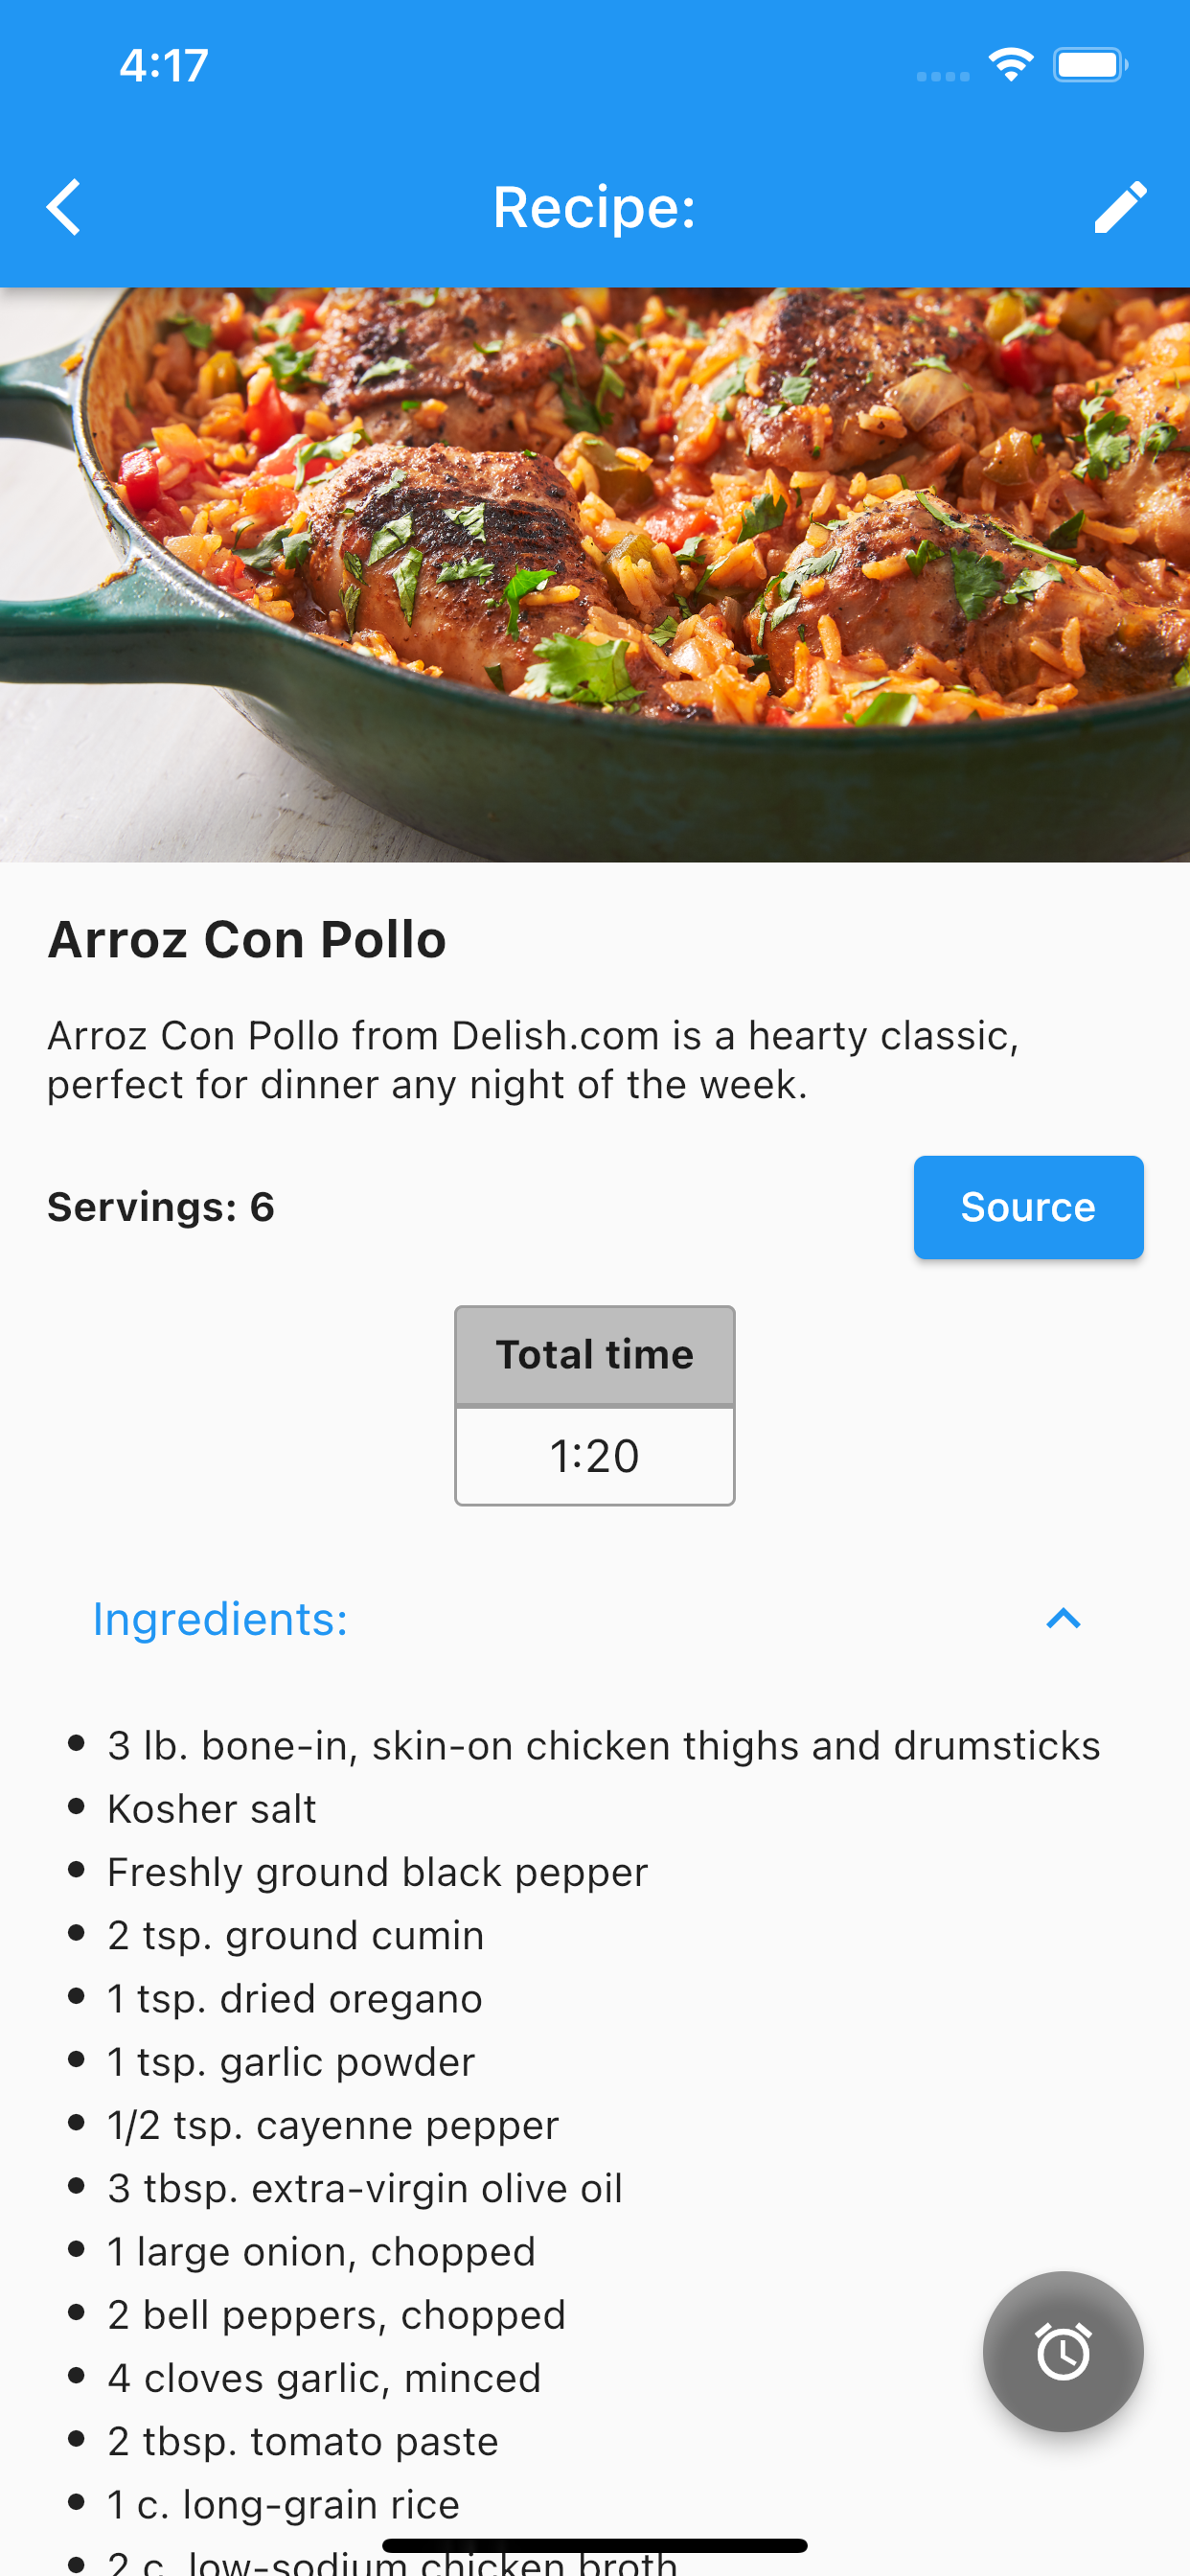 4:17
Recipe:
Arroz Con Pollo
Arroz Con Pollo from Delish.com is a hearty classic,
perfect for dinner any night of the week.
Servings: 6
Source
Total time
1:20
Ingredients:
• 3 lb. bone-in, skin-on chicken thighs and drumsticks
• Kosher salt
• Freshly ground black pepper
• 2 tsp. ground cumin
• 1 tsp. dried oregano
• 1 tsp. garlic powder
• 1/2 tsp. cayenne pepper
• 3 tbsp. extra-virgin olive oil
• 1 large onion, chopped
• 2 bell peppers, chopped
• 4 cloves garlic, minced
• 2 tbsp. tomato paste
• 1 c. long-grain rice
• 2 c. low-sodium chicken broth